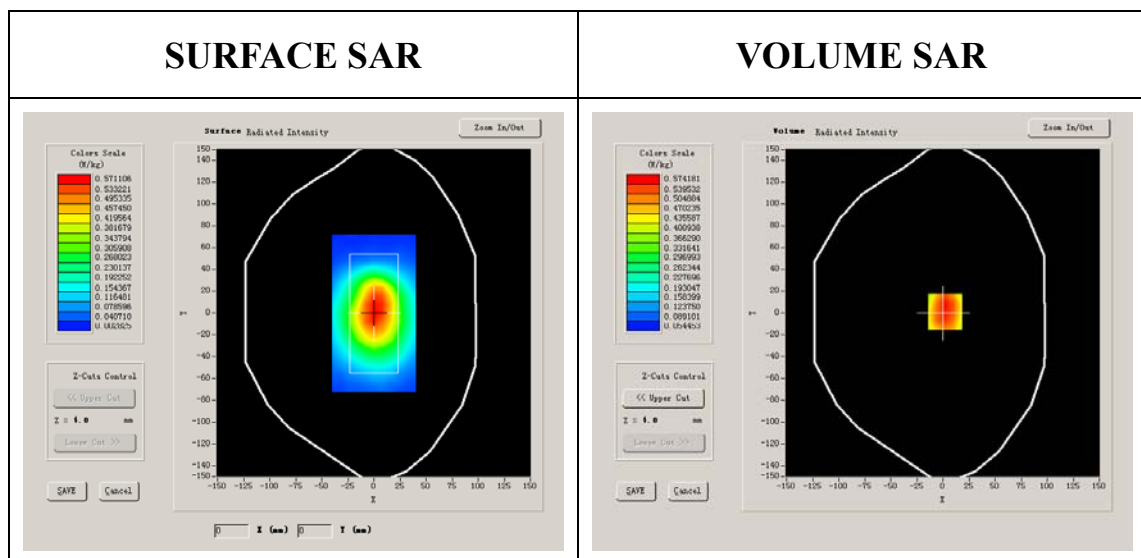 SURFACE SAR
VOLUME SAR
Surface Radiated Intensity
Zoom In/Out
Colors Scale
(W/kg)
0.571106
0.533221
0.495335
0.457450
0.419564
0.381679
0.343794
0.305908
0.268023
0.230137
0.192252
0.154367
0.116481
0.078596
0.040710
0.002825
150
140
120
100
80
60
40
20
0
-20
-40
-60
-80
-100
-120
-140
-150
Y
-150 -125 -100 -75 -50 -25 0 25 50 75 100 125 150
X
Z-Cuts Control
<< Upper Cut
Z = 4.0 mm
Lower Cut >>
SAVE Cancel
0 X (mm) 0 Y (mm)
Volume Radiated Intensity
Zoom In/Out
Colors Scale
(W/kg)
0.574181
0.539532
0.504884
0.470235
0.435587
0.400938
0.366290
0.331641
0.296993
0.262344
0.227696
0.193047
0.158399
0.123750
0.089101
0.054453
150
140
120
100
80
60
40
20
0
-20
-40
-60
-80
-100
-120
-140
-150
Y
-150 -125 -100 -75 -50 -25 0 25 50 75 100 125 150
X
Z-Cuts Control
<< Upper Cut
Z = 4.0 mm
Lower Cut >>
SAVE Cancel